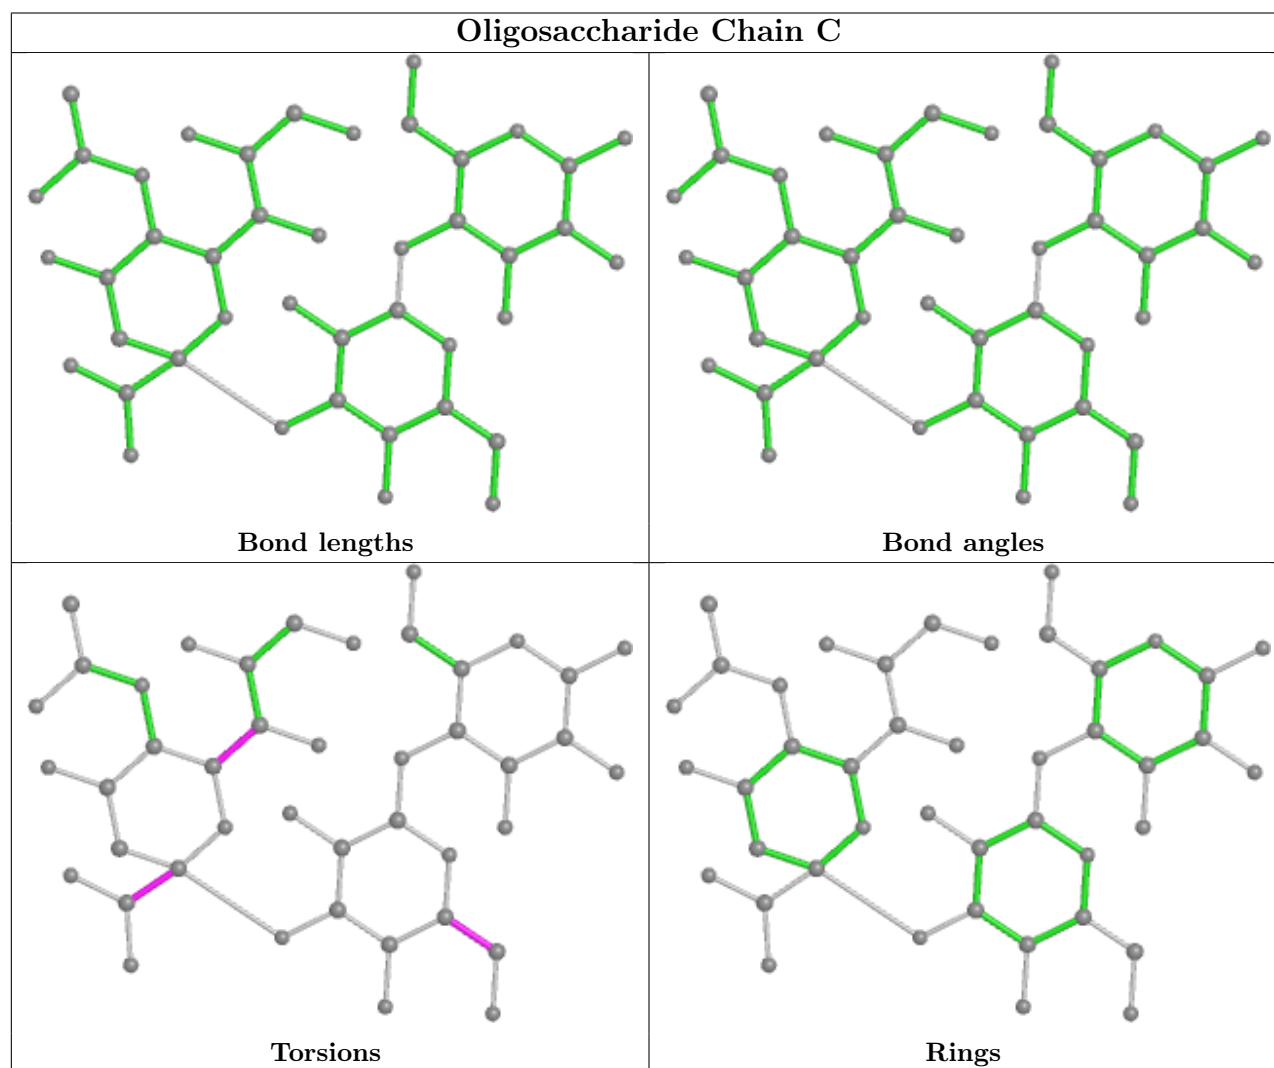 Oligosaccharide Chain C
Bond lengths
Bond angles
Torsions
Rings